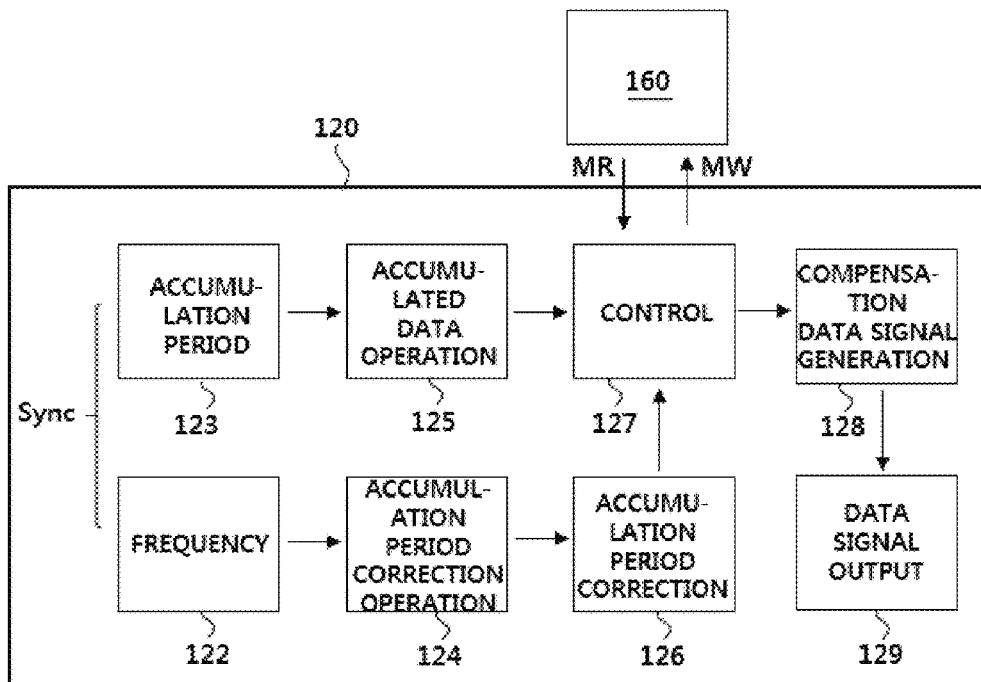 160
120
MR
MW
ACCUMU-
LATION
PERIOD
ACCUMU-
LATED
DATA
OPERATION
CONTROL
COMPENSA-
TION
DATA SIGNAL
GENERATION
Sync
123
125
127
128
FREQUENCY
ACCUMUL-
ATION
PERIOD
CORRECTION
OPERATION
ACCUMU-
LATION
PERIOD
CORRECTION
DATA
SIGNAL
OUTPUT
122
124
126
129